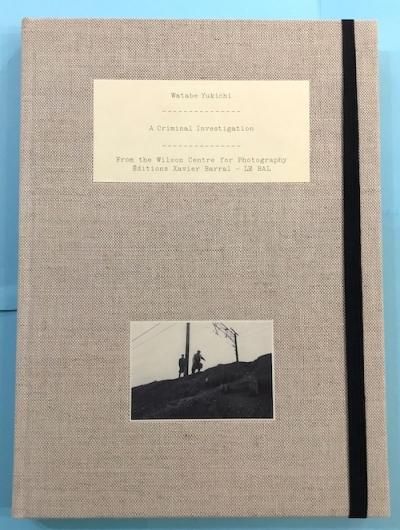 Watabe Yukichi
--------------
A Criminal Investigation
--------------
From the Wilson Centre for Photography
Éditions Xavier Barral - LE BAL